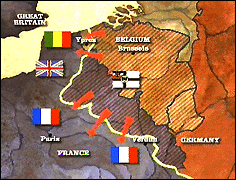 GREAT
BRITAIN
Ypres
BELGIUM
Brussels
Paris
Verdun
GERMANY
FRANCE